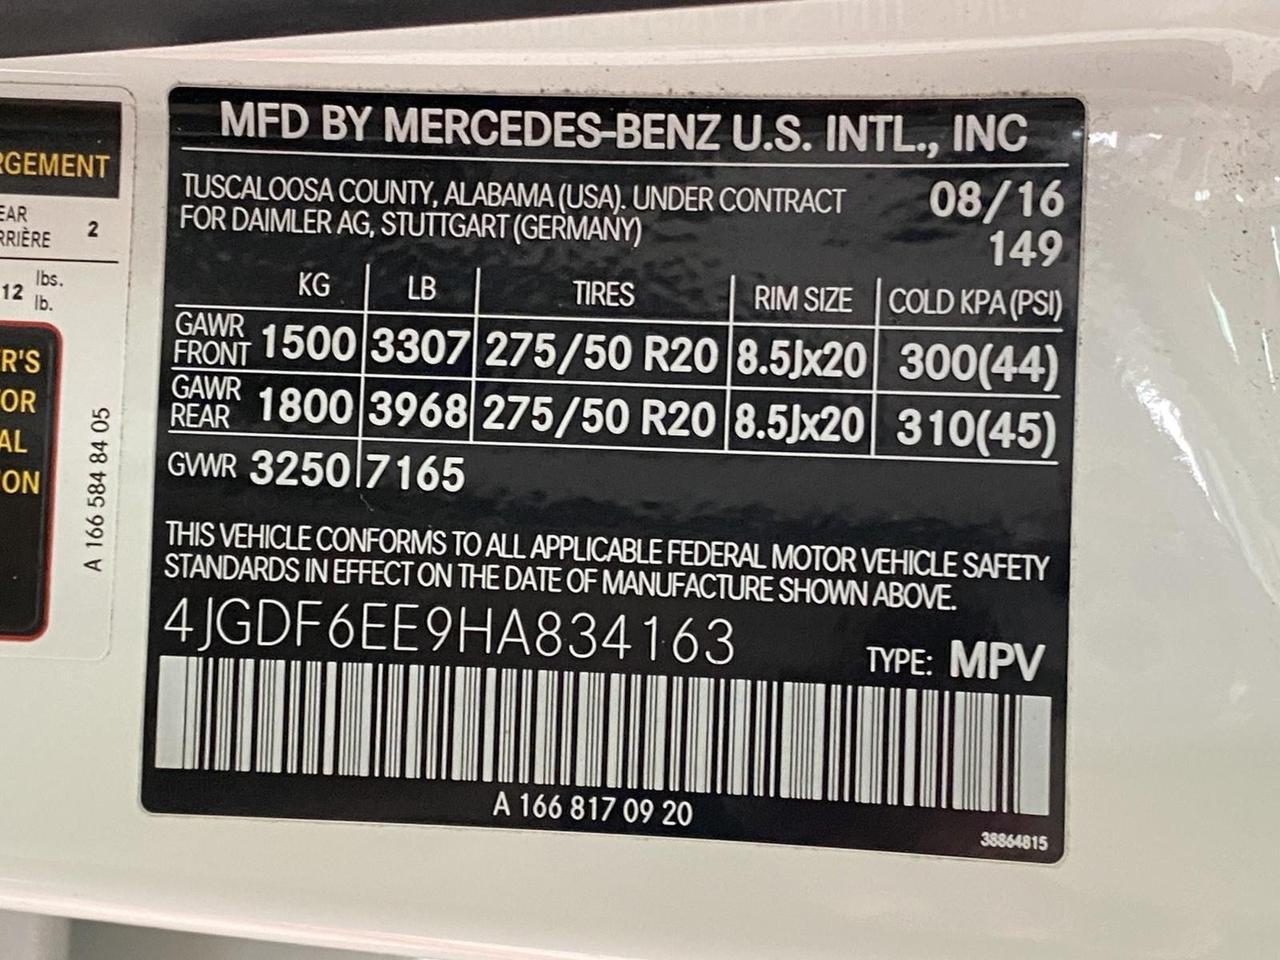 RGEMENT
EAR
RRIÈRE 2
12 lbs.
lb.
R'S
OR
AL
ON
A 166 584 84 05
MFD BY MERCEDES-BENZ U.S. INTL., INC
TUSCALOOSA COUNTY, ALABAMA (USA). UNDER CONTRACT 08/16
FOR DAIMLER AG, STUTTGART (GERMANY) 149
KG LB TIRES RIM SIZE COLD KPA (PSI)
GAWR FRONT 1500 3307 275/50 R20 8.5Jx20 300(44)
GAWR REAR 1800 3968 275/50 R20 8.5Jx20 310(45)
GVWR 3250 7165
THIS VEHICLE CONFORMS TO ALL APPLICABLE FEDERAL MOTOR VEHICLE SAFETY
STANDARDS IN EFFECT ON THE DATE OF MANUFACTURE SHOWN ABOVE.
4JGDF6EE9HA834163
TYPE: MPV
A 166 817 09 20
38864815